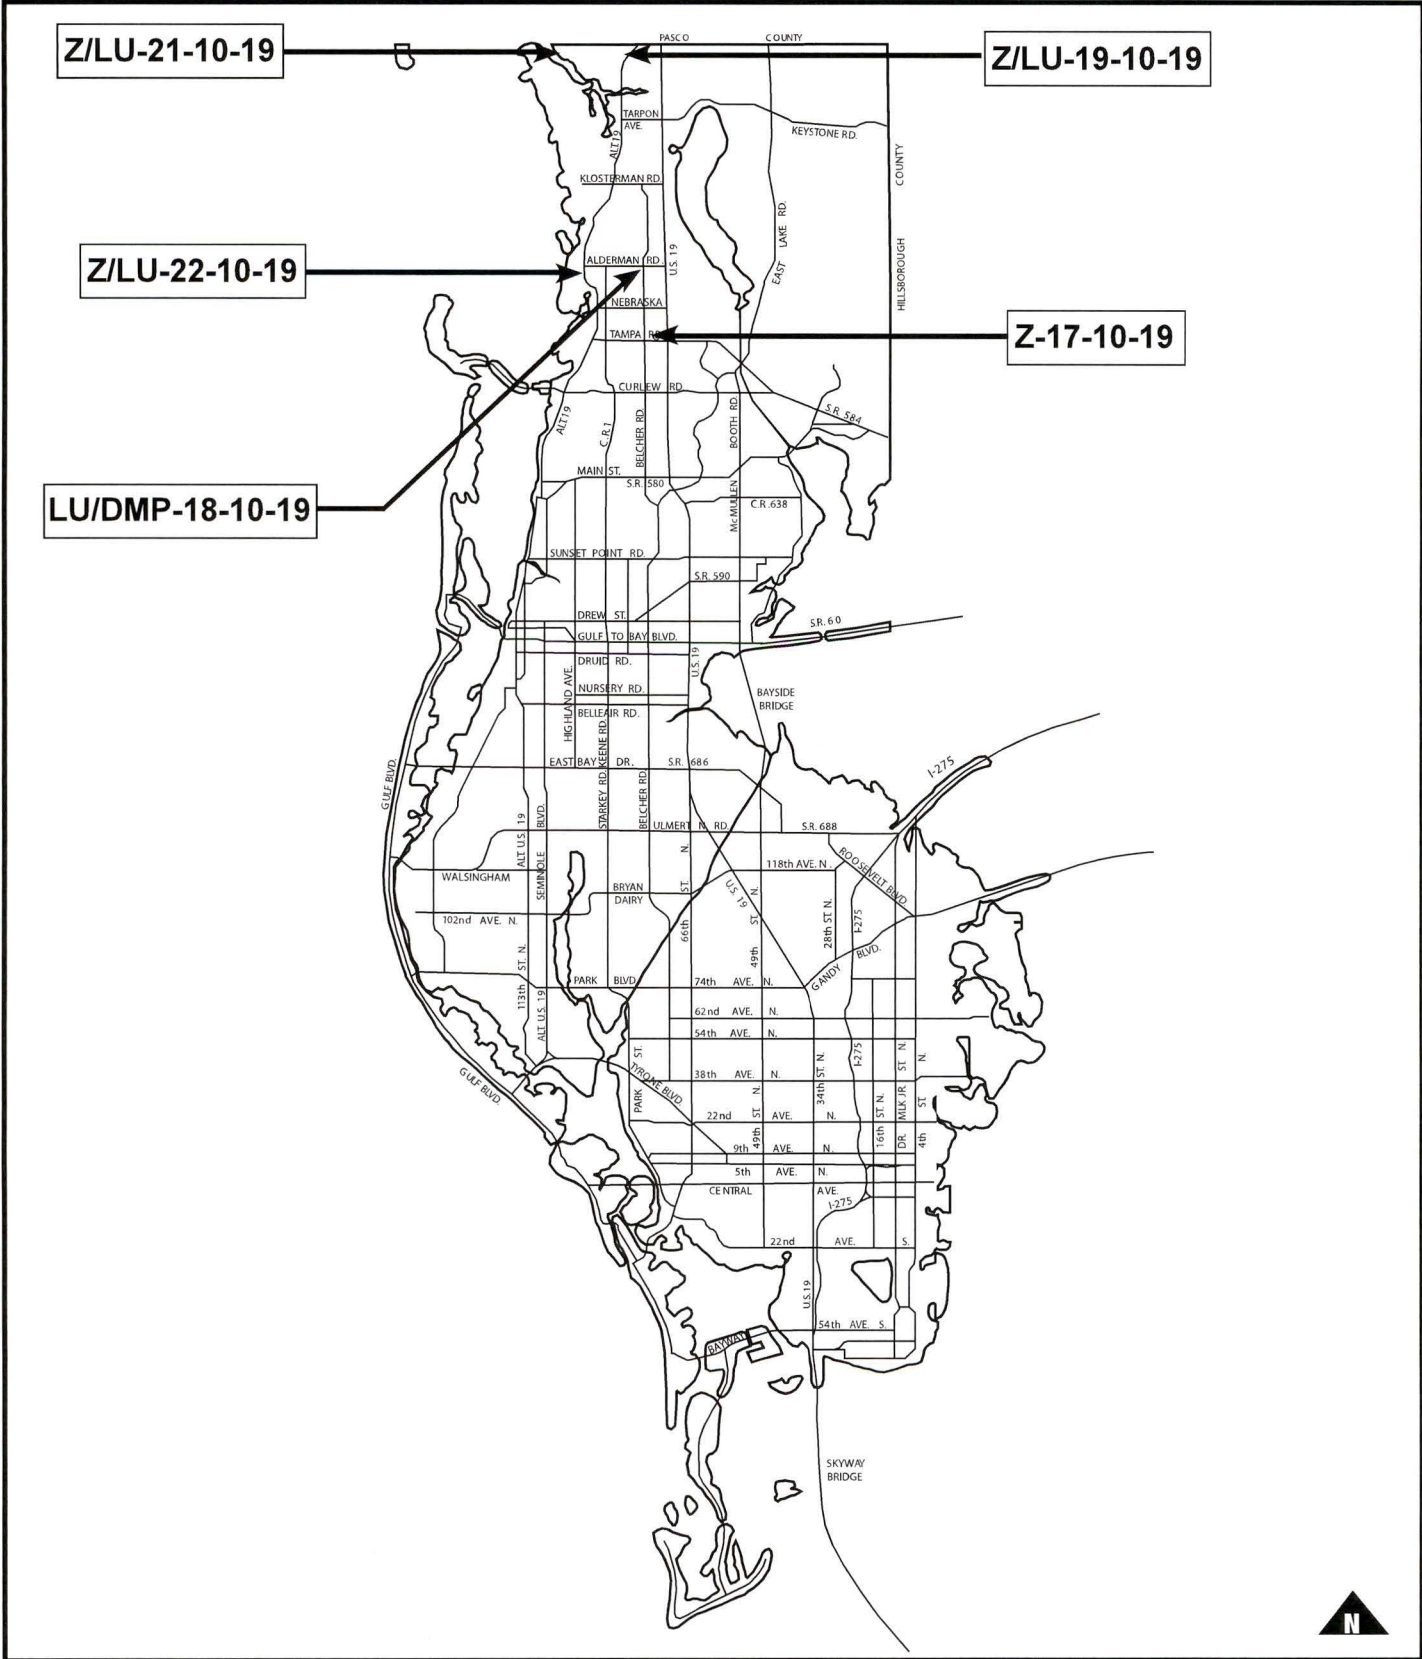 PASCO COUNTY
Z/LU-21-10-19
Z/LU-19-10-19
TARPON
AVE.
KEYSTONE RD.
ALT19
COUNTY
KLOSTERMAN RD.
EAST LAKE RD.
HILLSBOROUGH
U.S. 19
Z/LU-22-10-19
ALDERMAN RD.
NEBRASKA
Z-17-10-19
TAMPA
CURLEW RD
ALT19
C.R.1
BELCHER RD.
BOOTH RD.
S.R. 584
MAIN ST.
S.R. 580
McMULLEN
C.R.638
LU/DMP-18-10-19
SUNSET POINT RD.
S.R. 590
DREW ST.
S.R. 60
GULF TO BAY BLVD.
DRUID RD.
U.S. 19
HIGHLAND AVE.
NURSERY RD.
BAYSIDE
BRIDGE
BELLEAIR RD.
KEENE RD.
EAST BAY DR. S.R. 686
I-275
GULF BLVD.
STARKEY RD.
BELCHER RD.
ALT U.S. 19
SEMINOLE BLVD.
ULMERT N RD.
S.R. 688
WALSINGHAM
118th AVE. N.
ROOSEVELT BLVD
BRYAN
DAIRY
U.S. 19
102nd AVE. N.
66th ST. N.
49th ST. N.
28th ST N.
I-275
GANDY BLVD.
113th ST. N.
PARK BLVD
74th AVE. N.
ALT U.S. 19
62nd AVE. N.
54th AVE. N.
GULF BLVD.
PARK ST.
TYRONE BLVD.
38th AVE. N.
34th ST. N.
I-275
16th ST. N.
DR. MLK JR. ST N.
4th ST. N.
22nd AVE. N.
49th ST N.
9th AVE. N.
5th AVE. N.
CENTRAL AVE.
I-275
22nd AVE. S.
U.S.19
54th AVE S.
BAYWAY
SKYWAY
BRIDGE
N